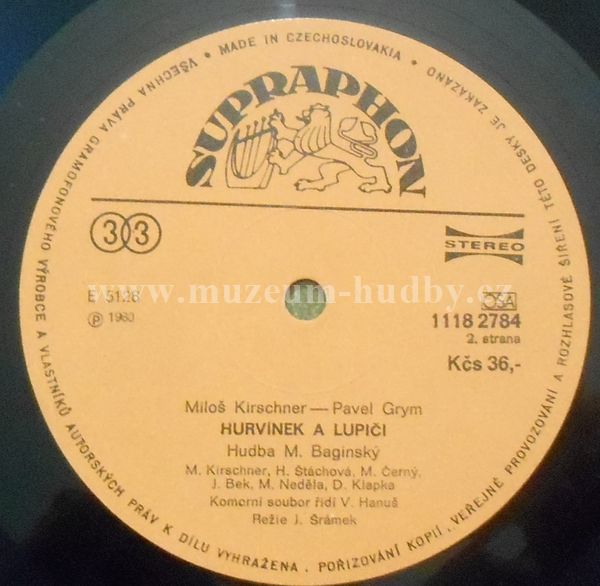 MADE IN CZECHOSLOVAKIA • VŠECHNA PRÁVA GRAMOFONOVÉHO VÝROBCE A VLASTNÍKŮ AUTORSKÝCH PRÁV K DÍLU VYHRAŽENA. POŘIZOVÁNÍ KOPIÍ, VEŘEJNÉ PROVOZOVÁNÍ A ROZHLASOVÉ ŠÍŘENÍ TÉTO DESKY JE ZAKÁZÁNO •
SUPRAPHON
33
STEREO
www.muzeum-hudby.cz
E 5128
Ⓟ 1980
OSA
1118 2784
2. strana
Kčs 36,-
Miloš Kirschner — Pavel Grym
HURVÍNEK A LUPIČI
Hudba M. Baginský
M. Kirschner, H. Štáchová, M. Černý,
J. Bek, M. Neděla, D. Klapka
Komorní soubor řídí V. Hanuš
Režie J. Šrámek